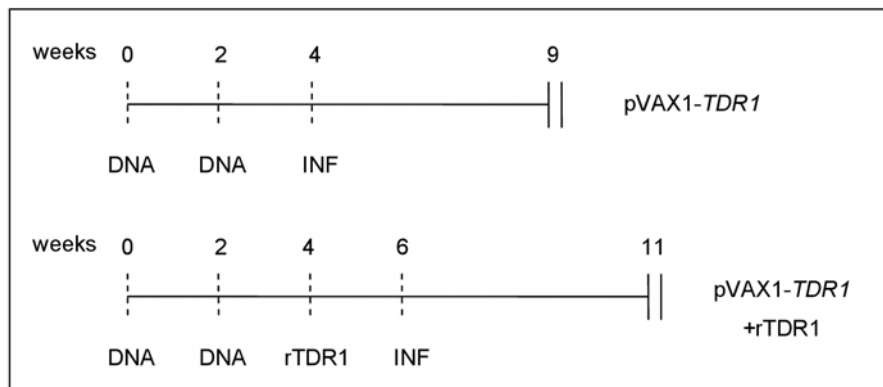 weeks 0 2 4 9
pVAX1-TDR1
DNA DNA INF
weeks 0 2 4 6 11
pVAX1-TDR1
+rTDR1
DNA DNA rTDR1 INF